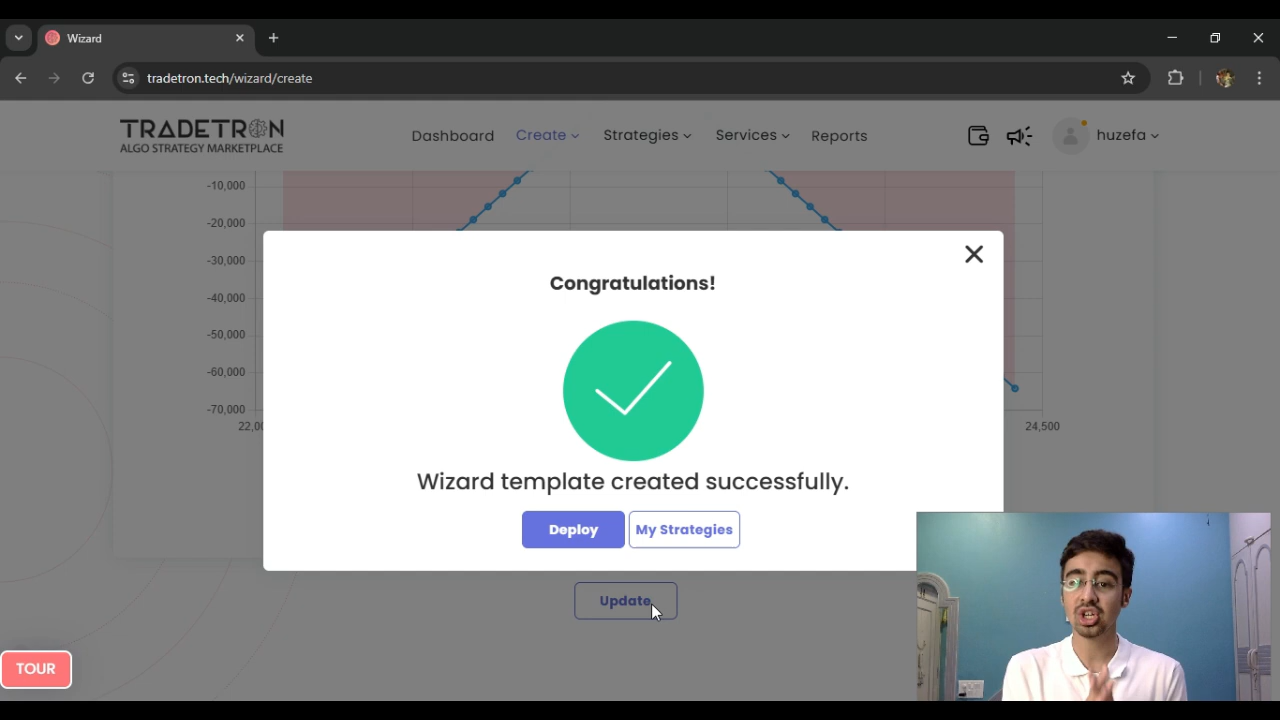 Wizard
tradetron.tech/wizard/create
TRADETRON
ALGO STRATEGY MARKETPLACE
Dashboard
Create
Strategies
Services
Reports
huzefa
-10,000
-20,000
-30,000
-40,000
-50,000
-60,000
-70,000
22,00
24,500
Congratulations!
Wizard template created successfully.
Deploy
My Strategies
Update
TOUR